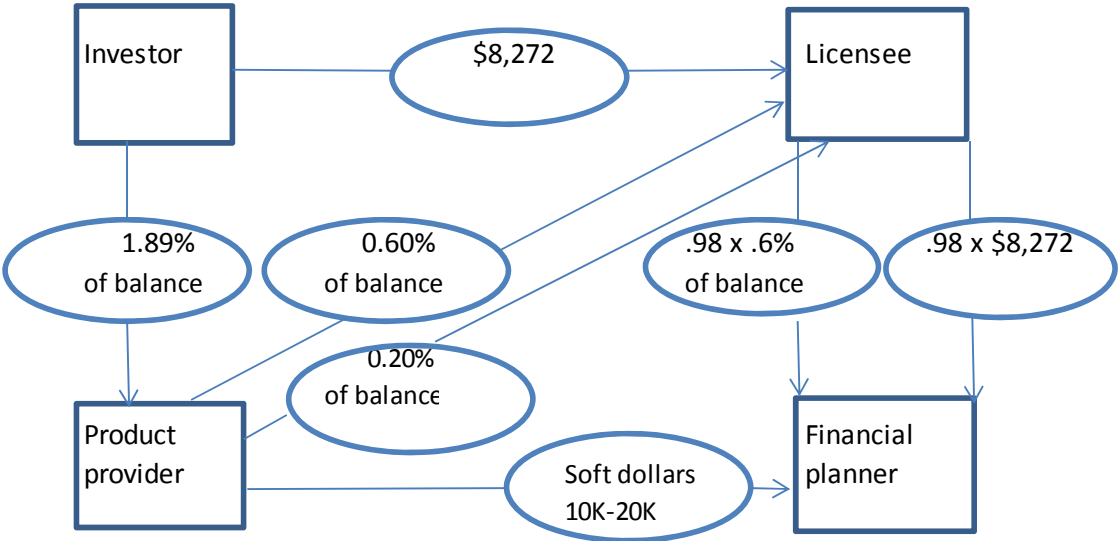 Investor
$8,272
Licensee
1.89%
of balance
0.60%
of balance
.98 x .6%
of balance
.98 x $8,272
0.20%
of balance
Product
provider
Soft dollars
10K-20K
Financial
planner